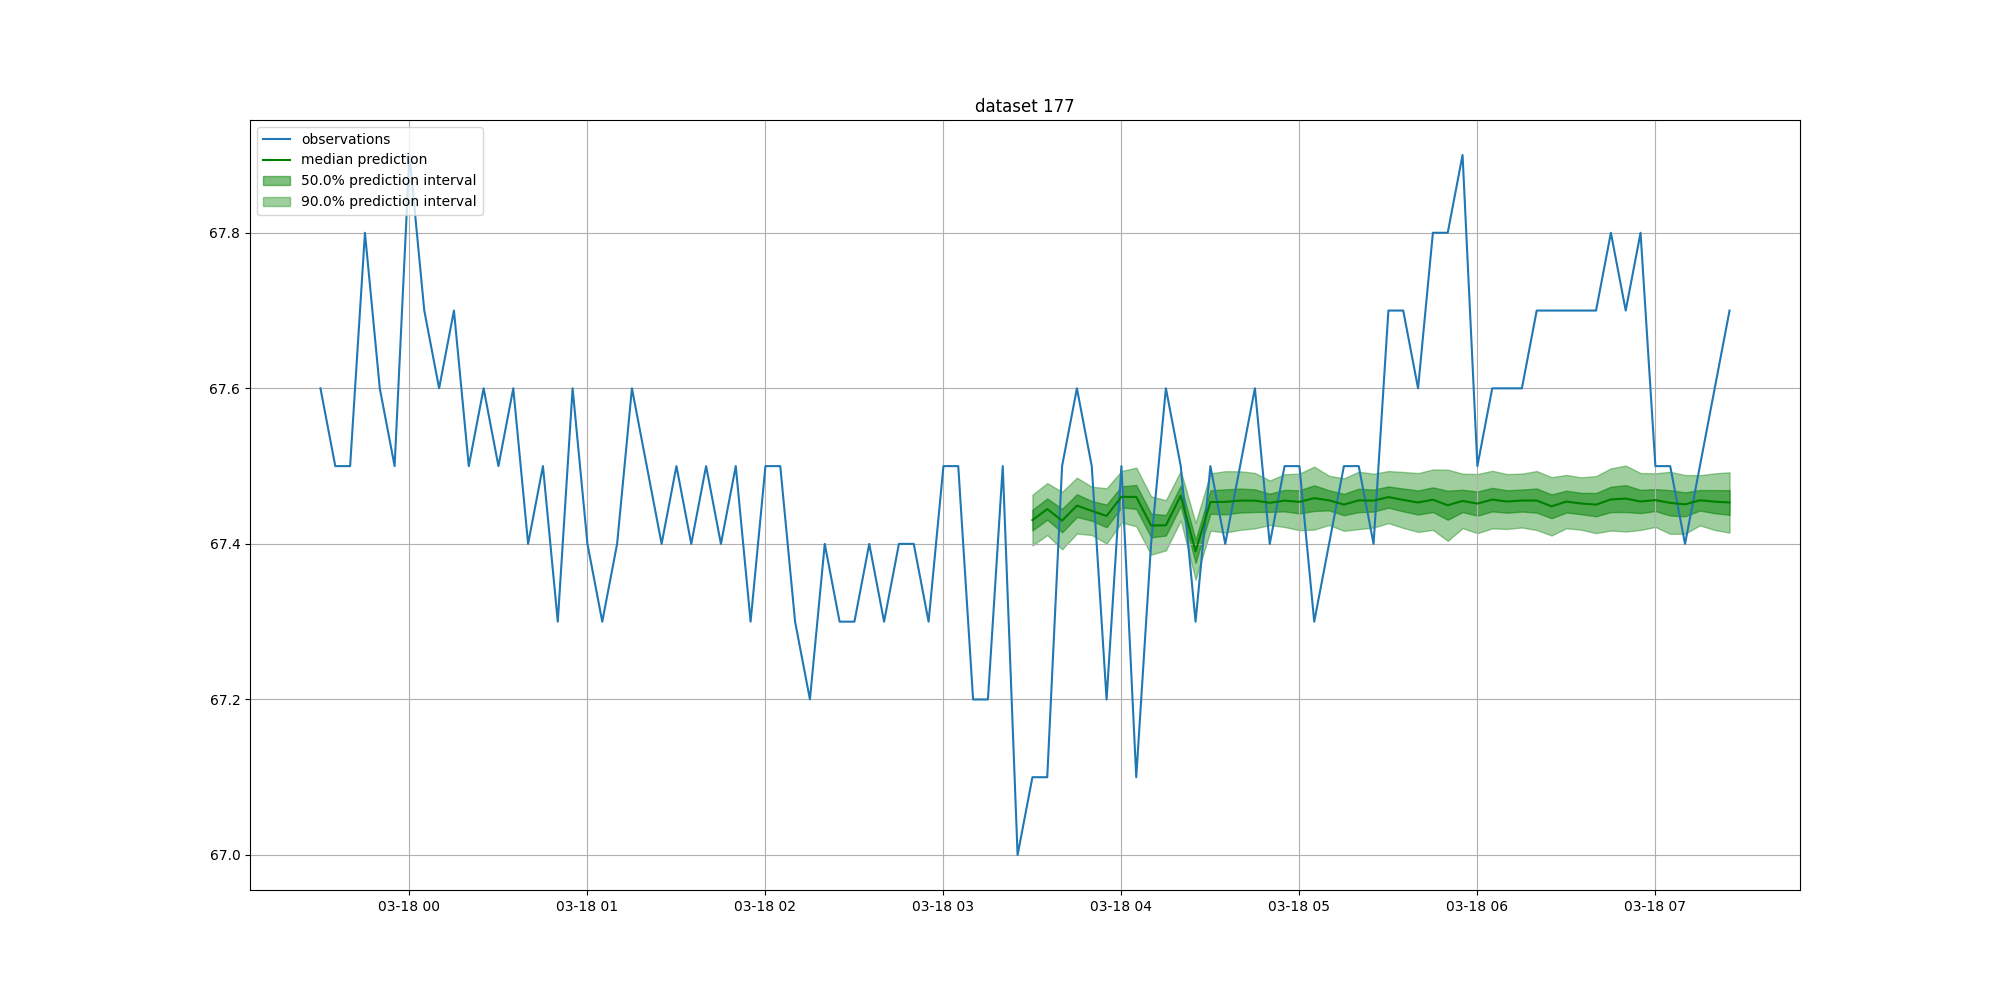 dataset 177
observations
median prediction
50.0% prediction interval
90.0% prediction interval
67.8
67.6
67.4
67.2
67.0
03-18 00 03-18 01 03-18 02 03-18 03 03-18 04 03-18 05 03-18 06 03-18 07